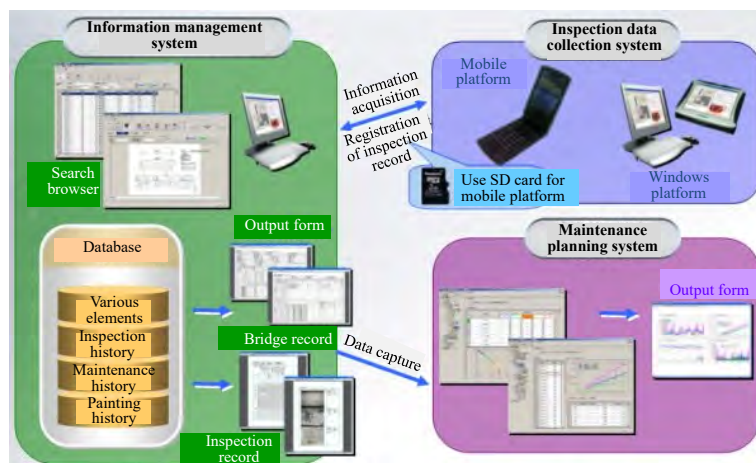 Information management
system
Search
browser
Database
Various
elements
Inspection
history
Maintenance
history
Painting
history
Output form
Bridge record
Inspection
record
Information
acquisition
Registration
of inspection
record
Data capture
Inspection data
collection system
Mobile
platform
Use SD card for
mobile platform
Windows
platform
Maintenance
planning system
Output form